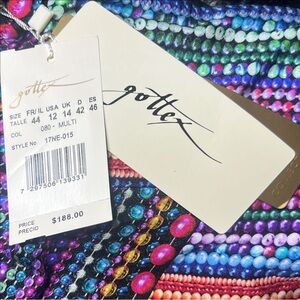 gottex
SIZE FR/IL USA UK D ES
TALLE 44 12 14 42 46
COL 080 - MULTI
STYLE No 17NE-015
7 297506 139331
PRICE
PRECIO $188.00
gottex